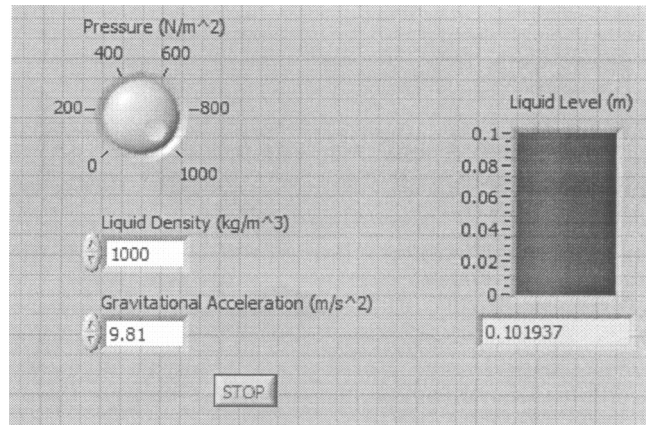 Pressure (N/m^2)
400 600
200 800
0 1000
Liquid Density (kg/m^3)
1000
Gravitational Acceleration (m/s^2)
9.81
STOP
Liquid Level (m)
0.1
0.08
0.06
0.04
0.02
0
0.101937